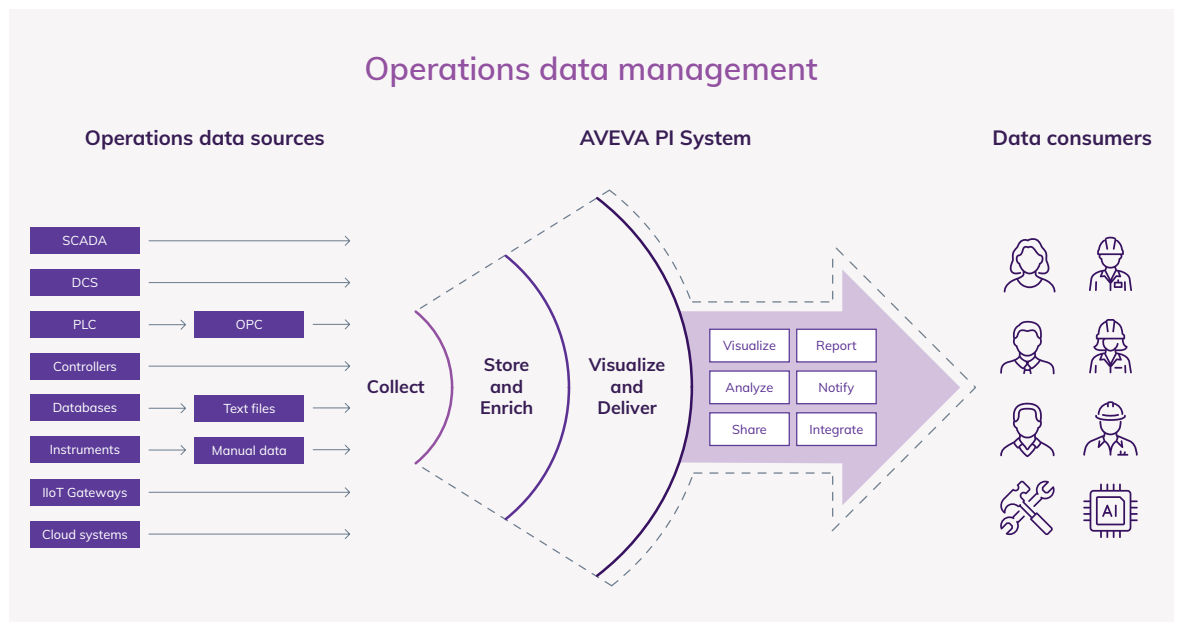 Operations data management
Operations data sources
AVEVA PI System
Data consumers
SCADA
DCS
PLC
OPC
Controllers
Databases
Text files
Instruments
Manual data
IIoT Gateways
Cloud systems
Collect
Store
and
Enrich
Visualize
and
Deliver
Visualize
Report
Analyze
Notify
Share
Integrate
AI